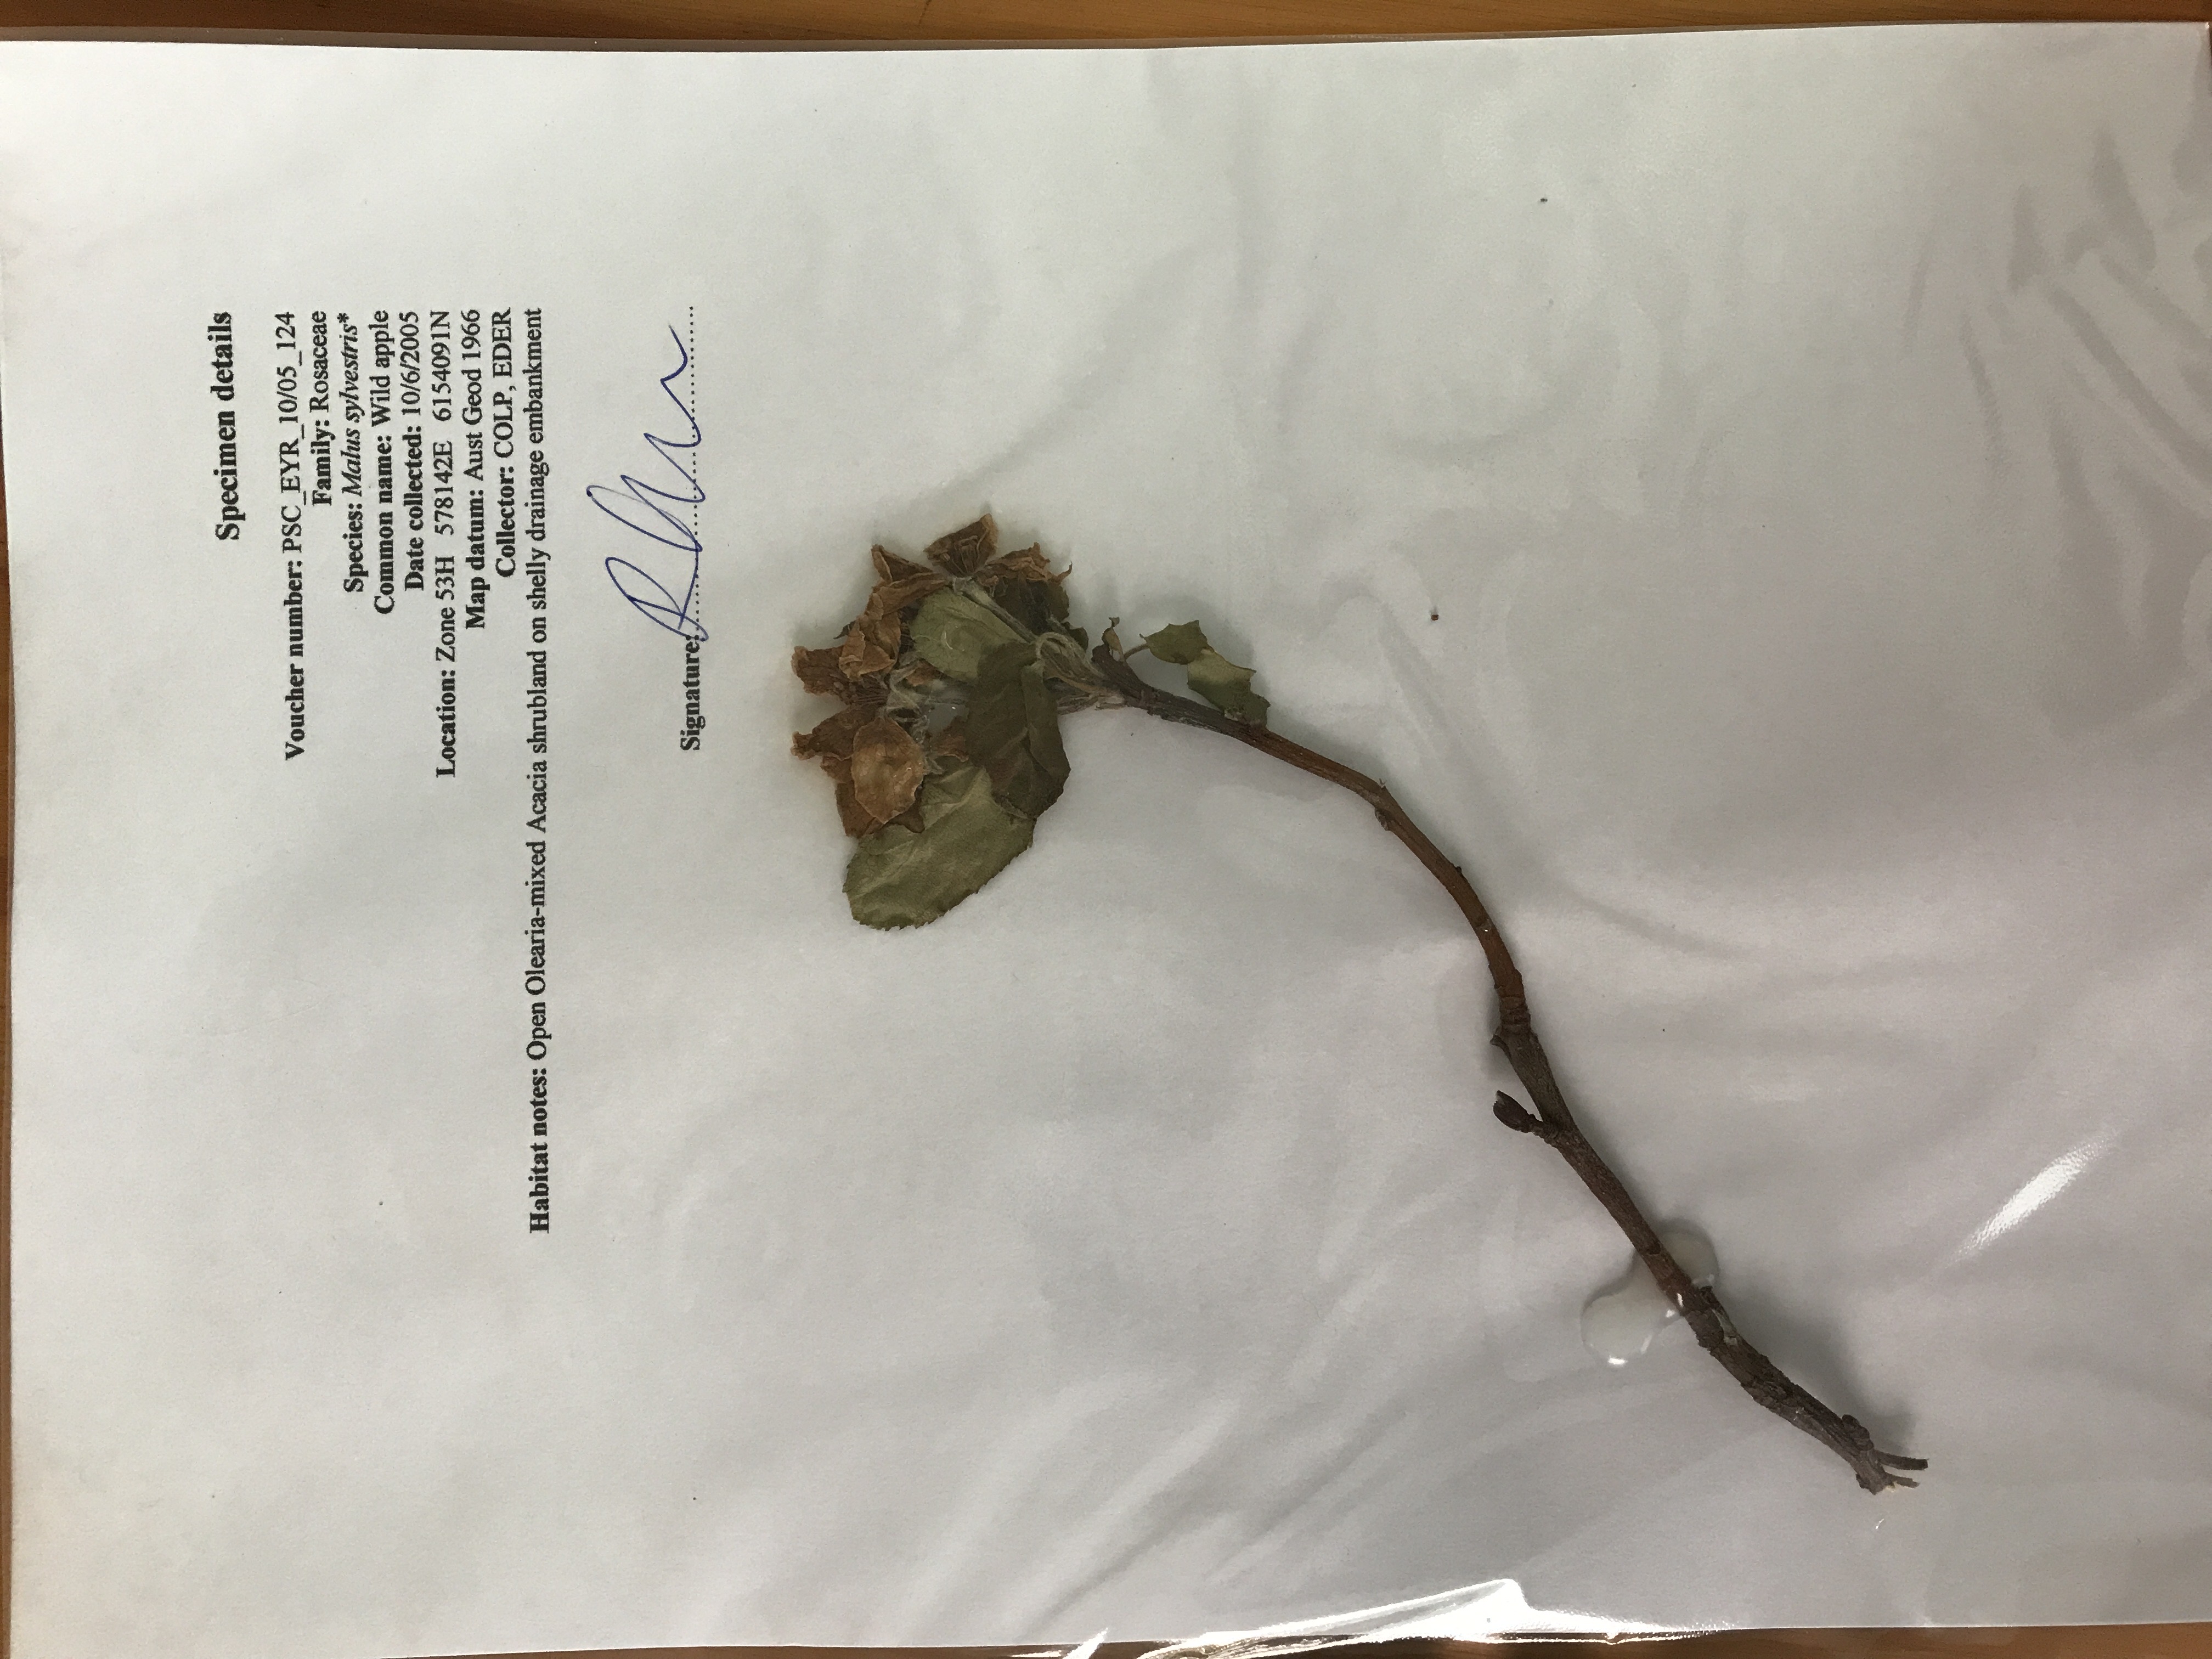 Specimen details
Voucher number: PSC_EYR_10/05_124
Family: Rosaceae
Species: Malus sylvestris*
Common name: Wild apple
Date collected: 10/6/2005
Location: Zone 53H 578142E 6154091N
Map datum: Aust Geod 1966
Collector: COLP, EDER
Habitat notes: Open Olearia-mixed Acacia shrubland on shelly drainage embankment
Signature: